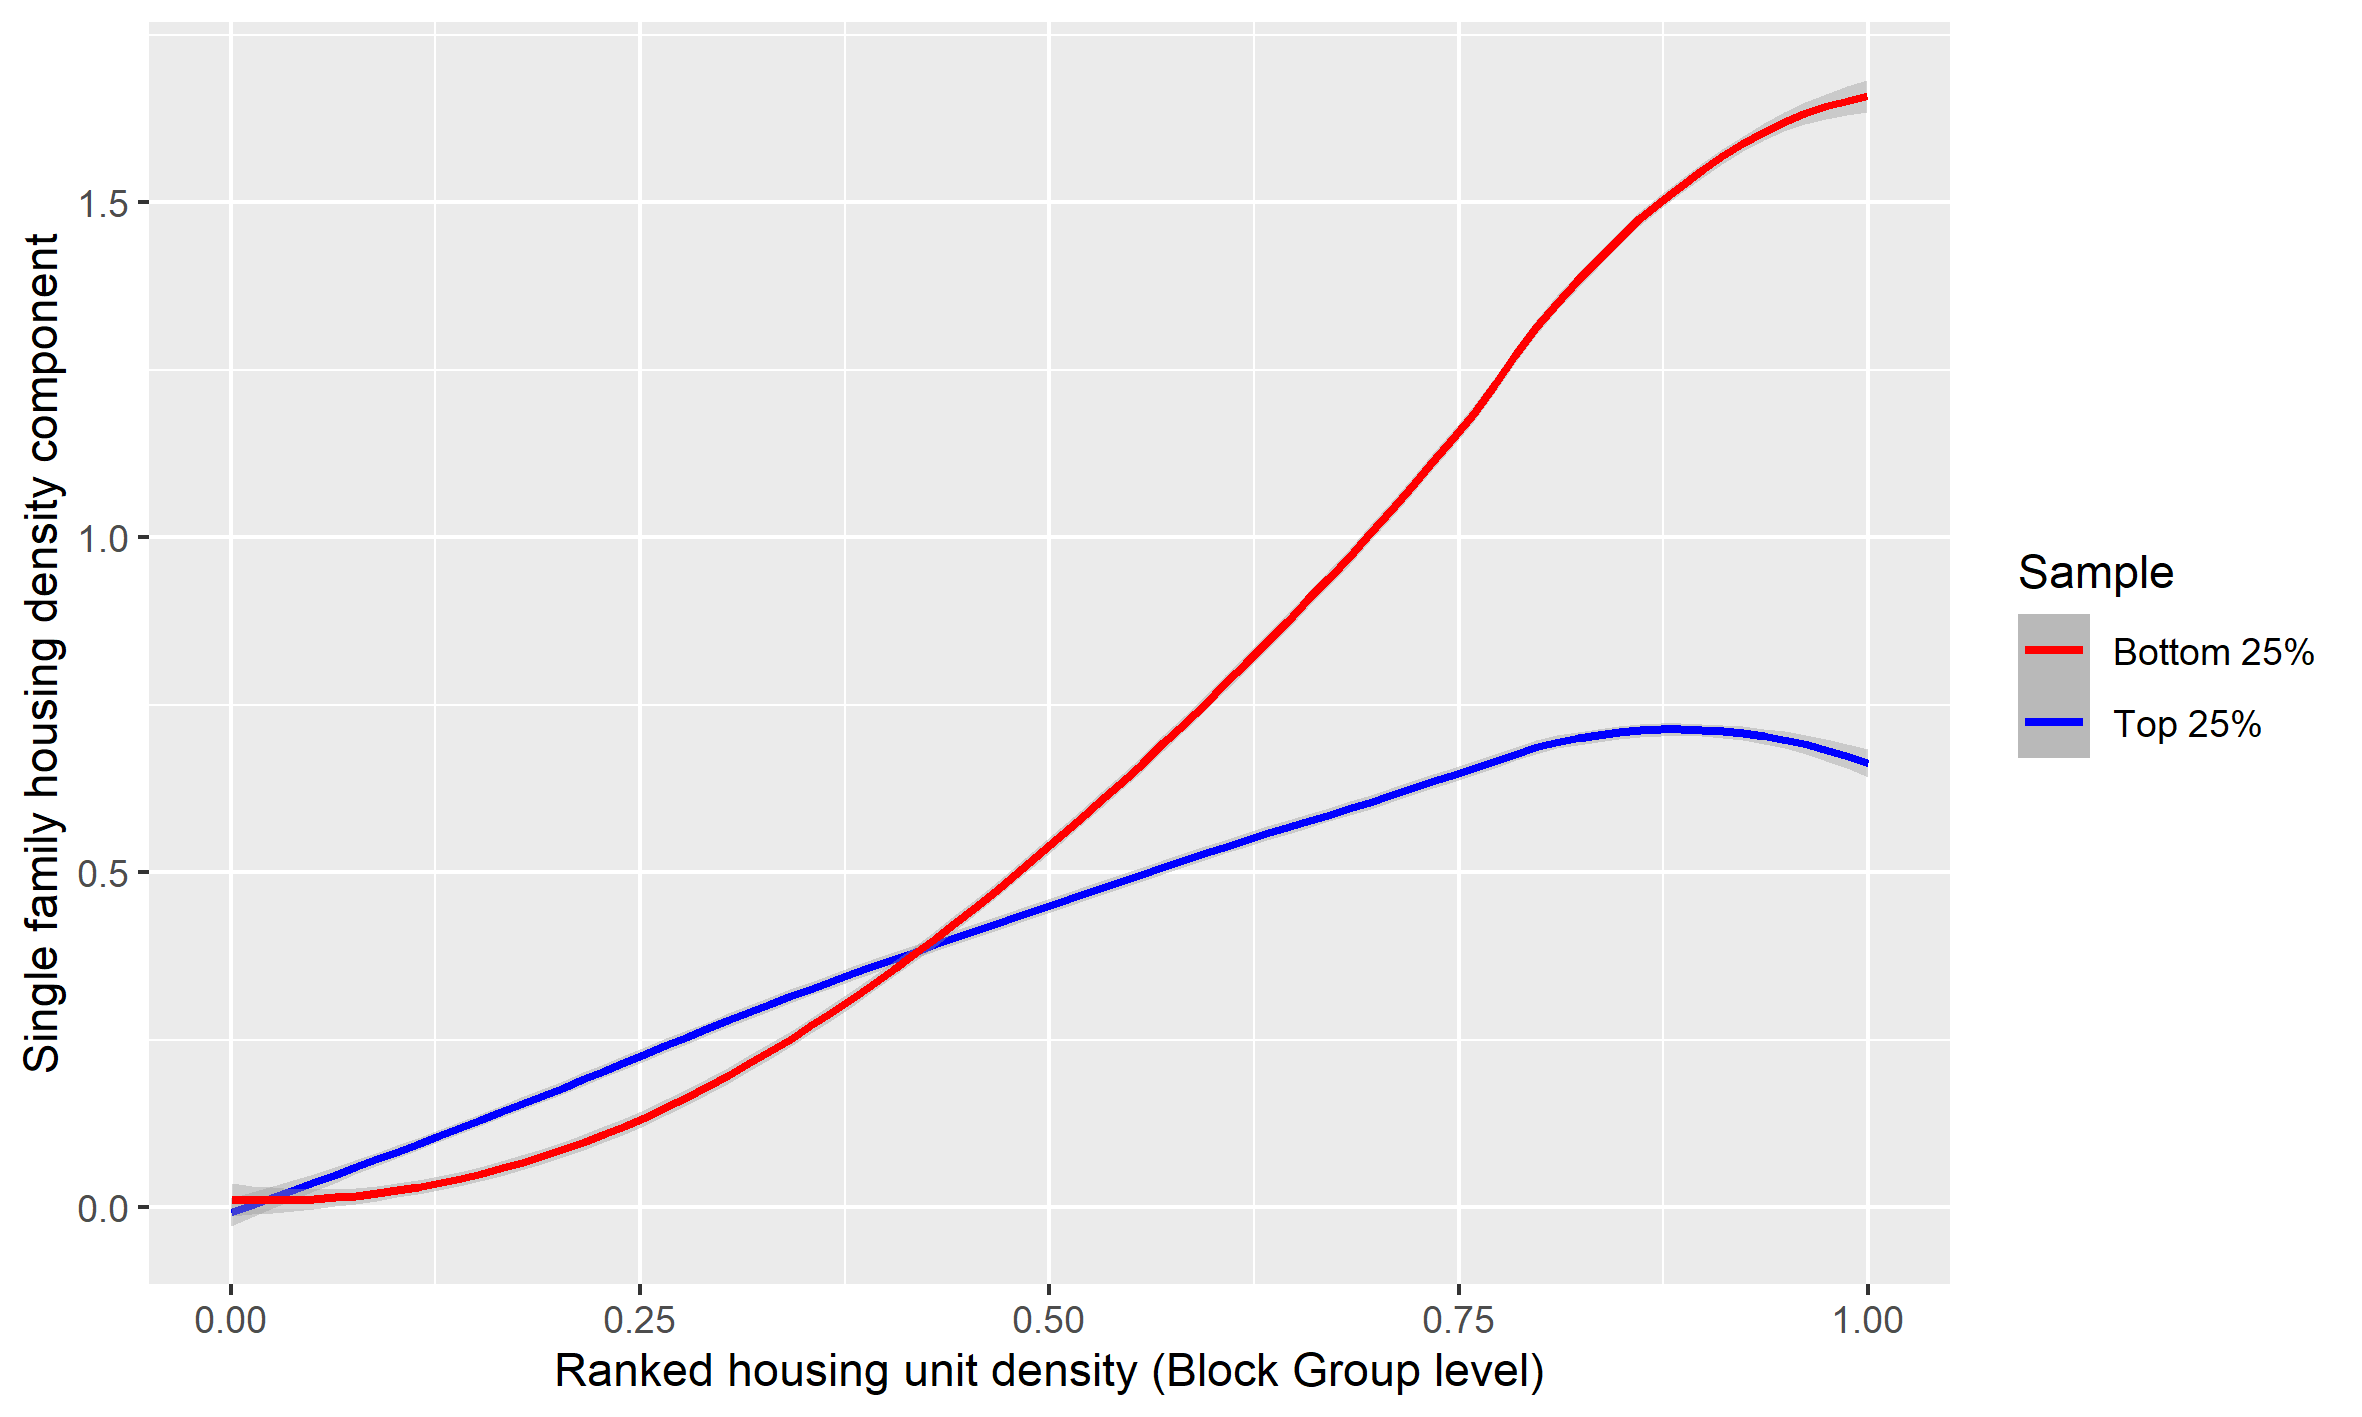 Single family housing density component
1.5
1.0
0.5
0.0
0.00 0.25 0.50 0.75 1.00
Ranked housing unit density (Block Group level)
Sample
Bottom 25%
Top 25%